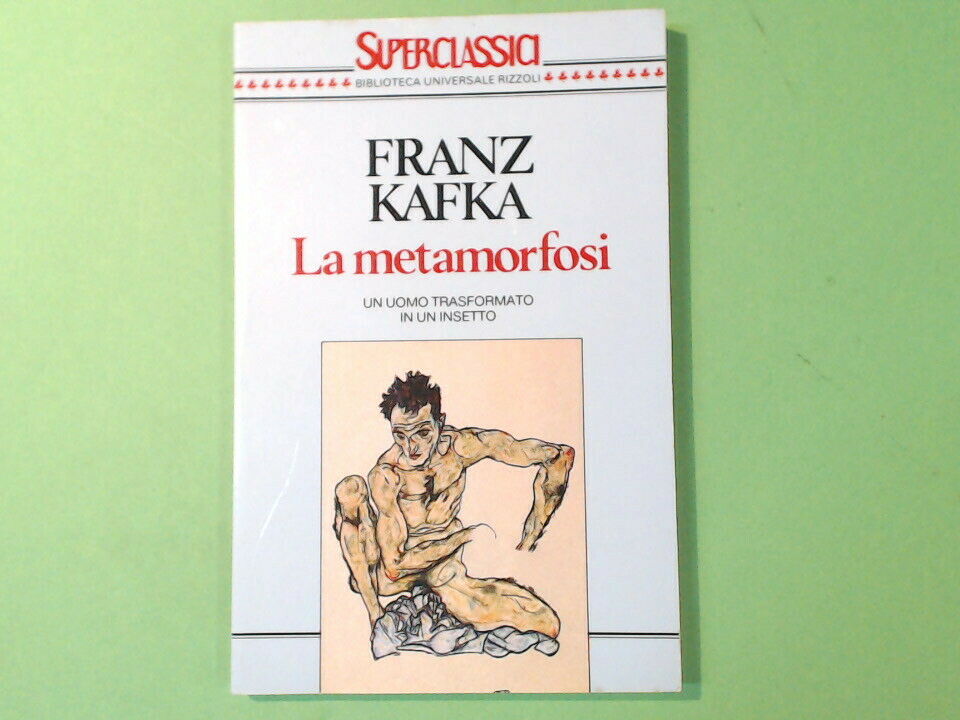 SUPERCLASSICI
BIBLIOTECA UNIVERSALE RIZZOLI
FRANZ
KAFKA
La metamorfosi
UN UOMO TRASFORMATO
IN UN INSETTO